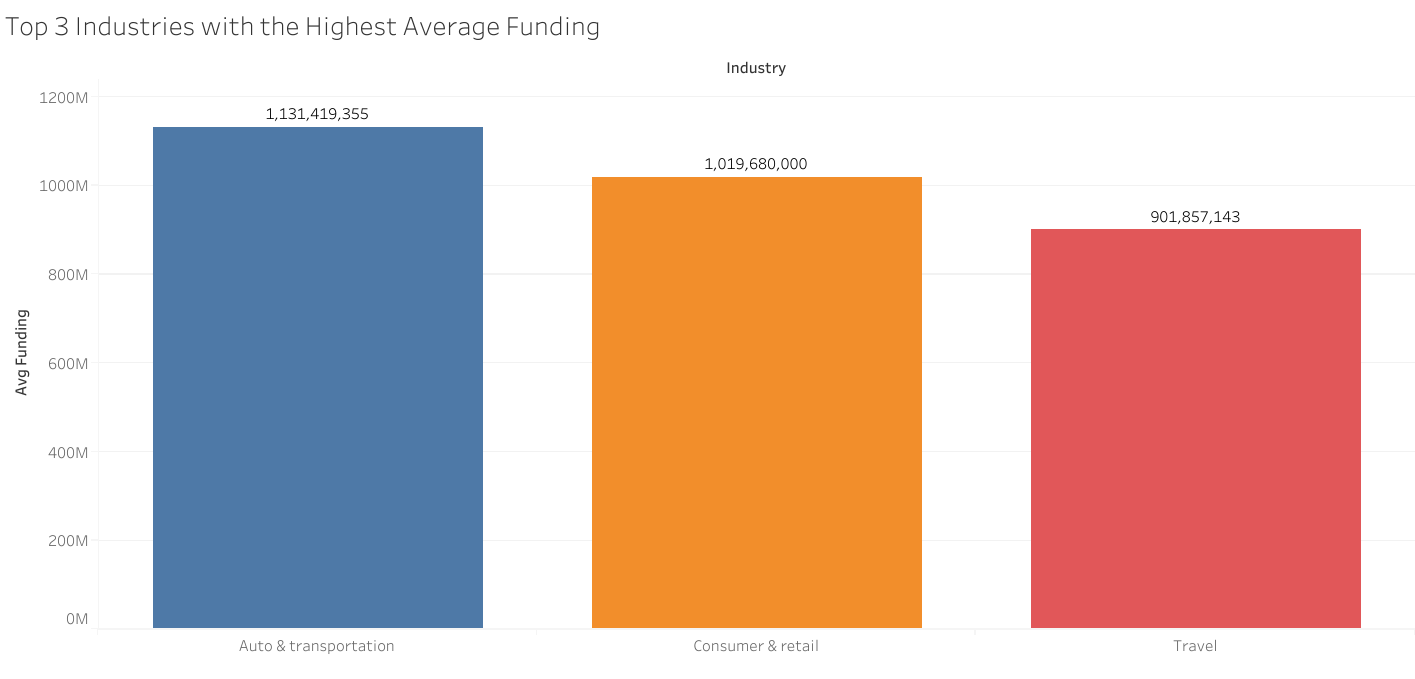 Top 3 Industries with the Highest Average Funding
Industry
1200M
1,131,419,355
1,019,680,000
1000M
901,857,143
800M
600M
Avg Funding
400M
200M
0M
Auto & transportation
Consumer & retail
Travel